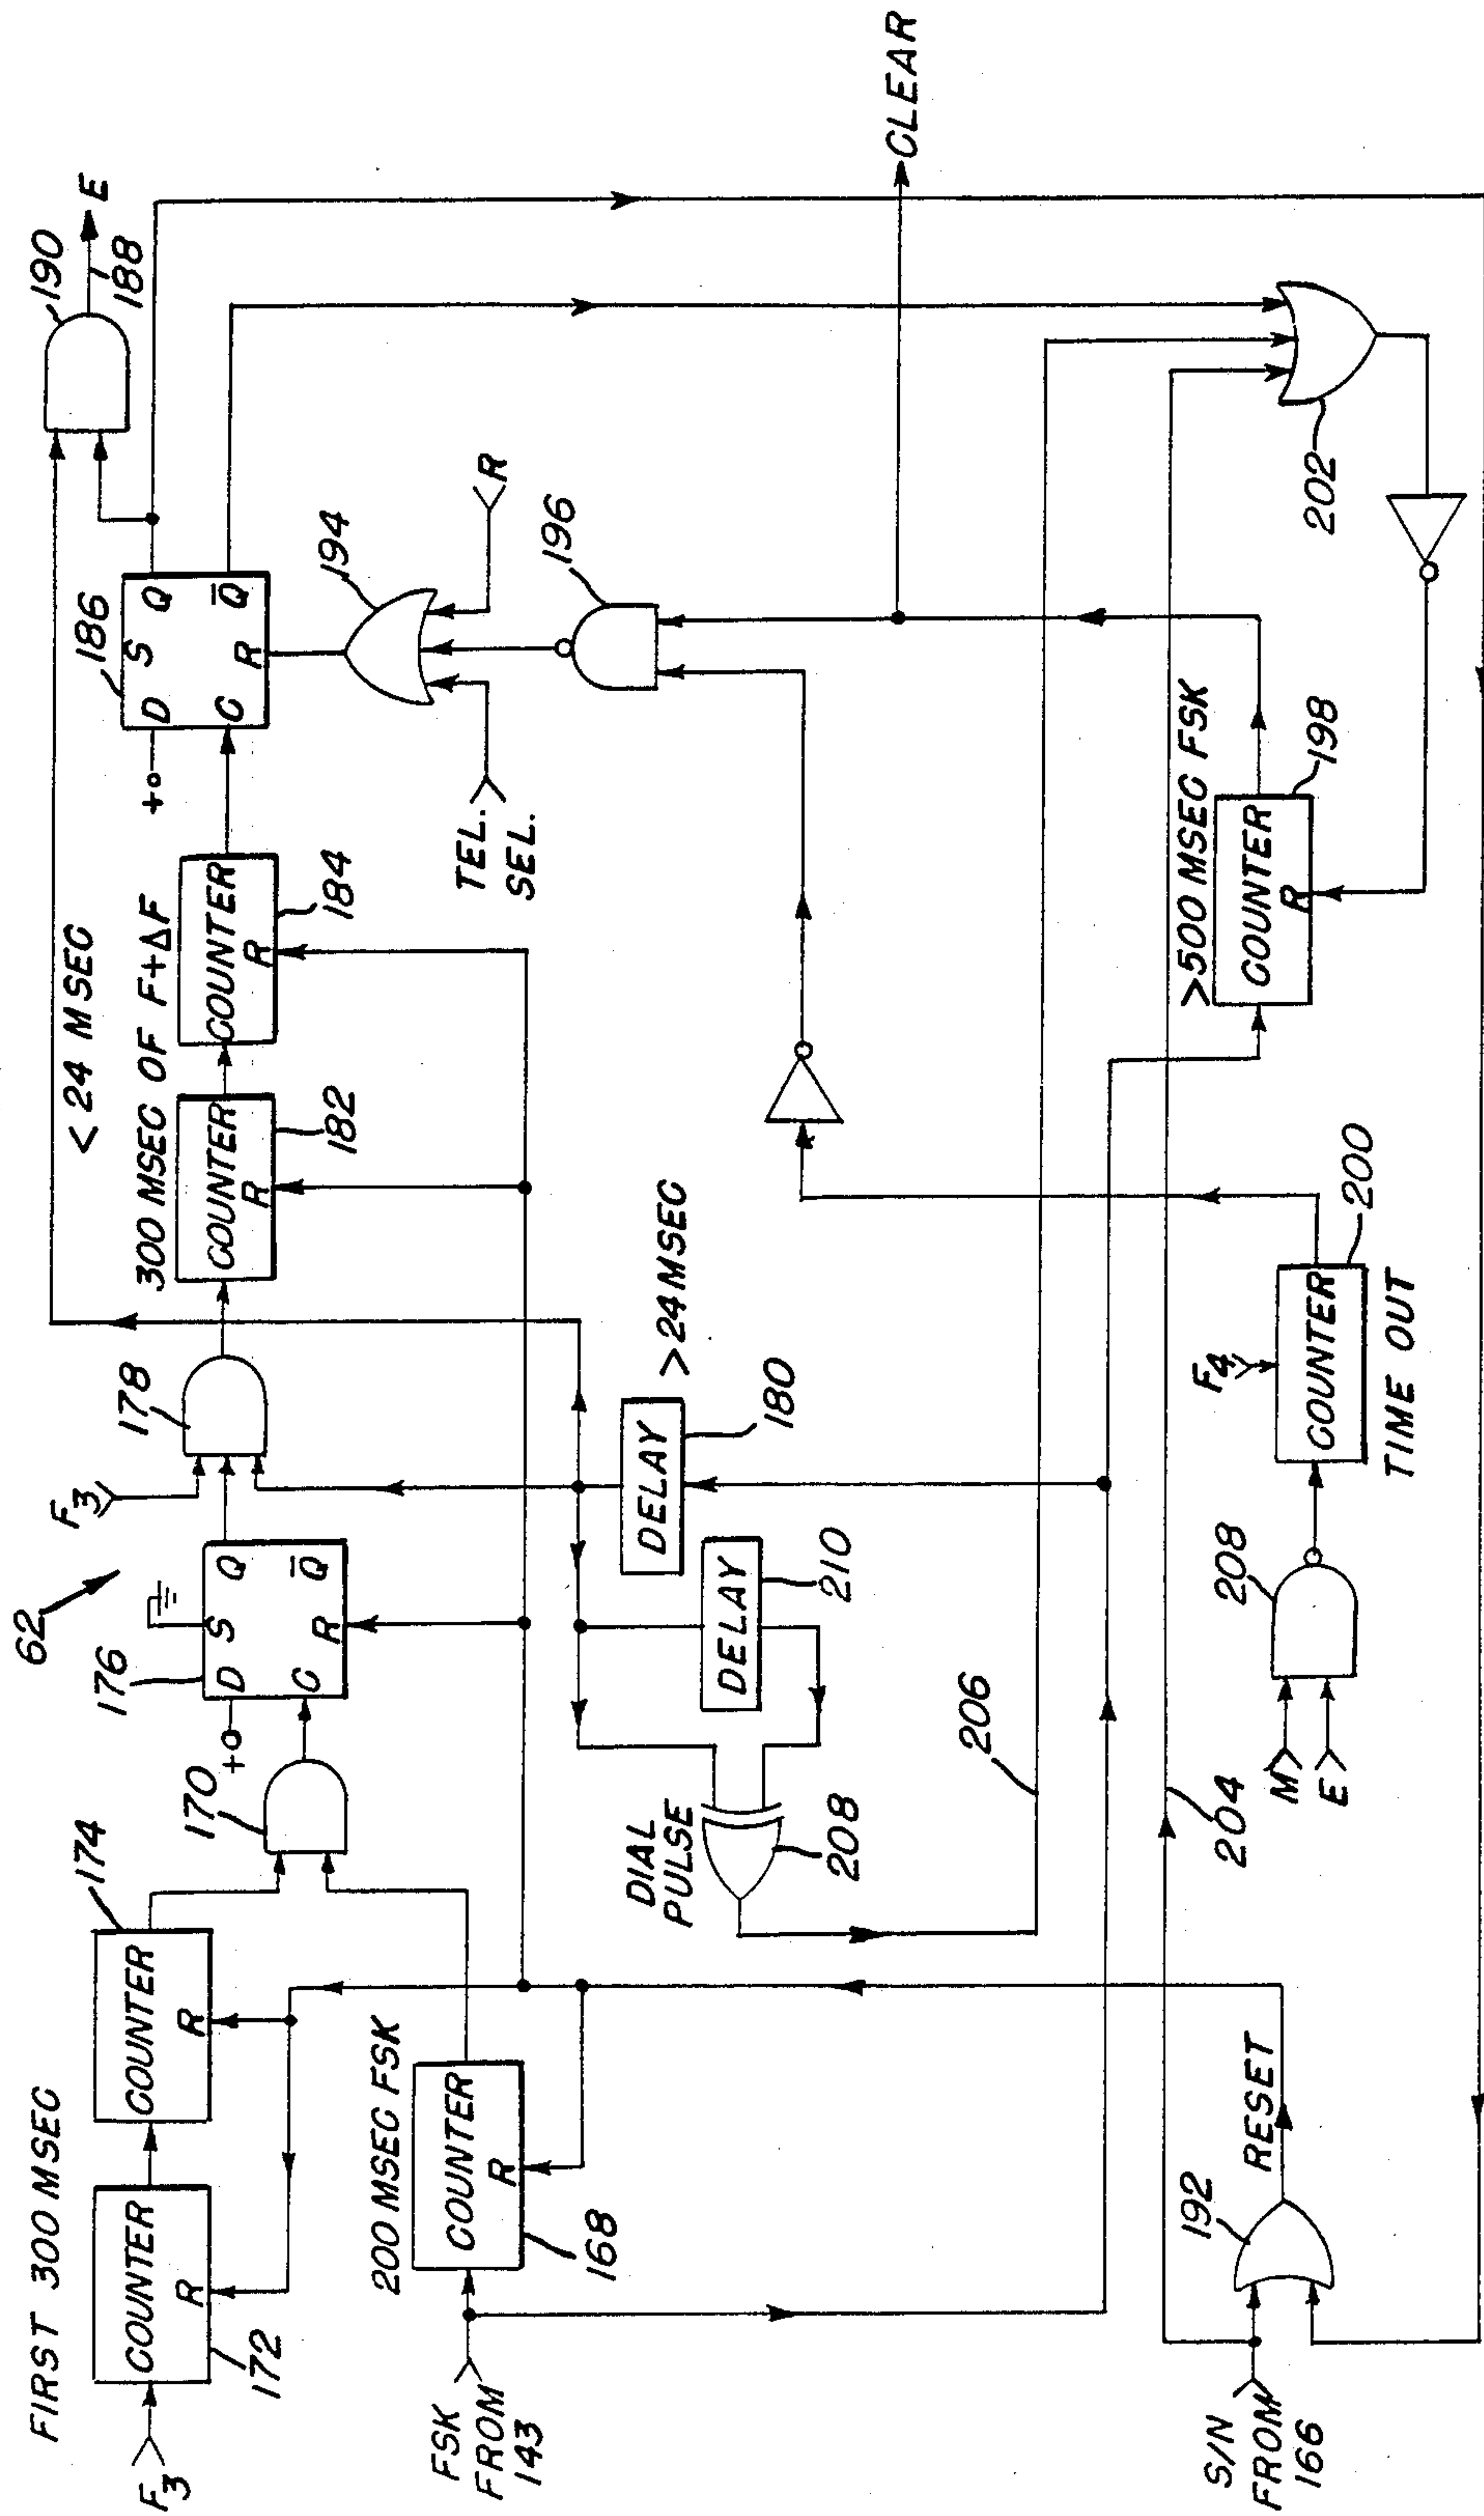 FIRST 300 MSEC
F3
COUNTER
R
172
COUNTER
R
174
200 MSEC FSK
FSK
FROM
143
COUNTER
R
168
170
62
176
+
D S Q
C R Q̅
F3
178
< 24 MSEC
300 MSEC OF F+ΔF
COUNTER
R
182
COUNTER
R
184
+
186
D S Q
C R Q̅
190
E
188
194
TEL.
SEL.
R
196
DIAL
PULSE
208
DELAY
210
DELAY
180
>24MSEC
206
CLEAR
>500 MSEC FSK
COUNTER
R
198
202
S/N
FROM
166
192
RESET
204
M
E
208
F4
COUNTER
200
TIME OUT